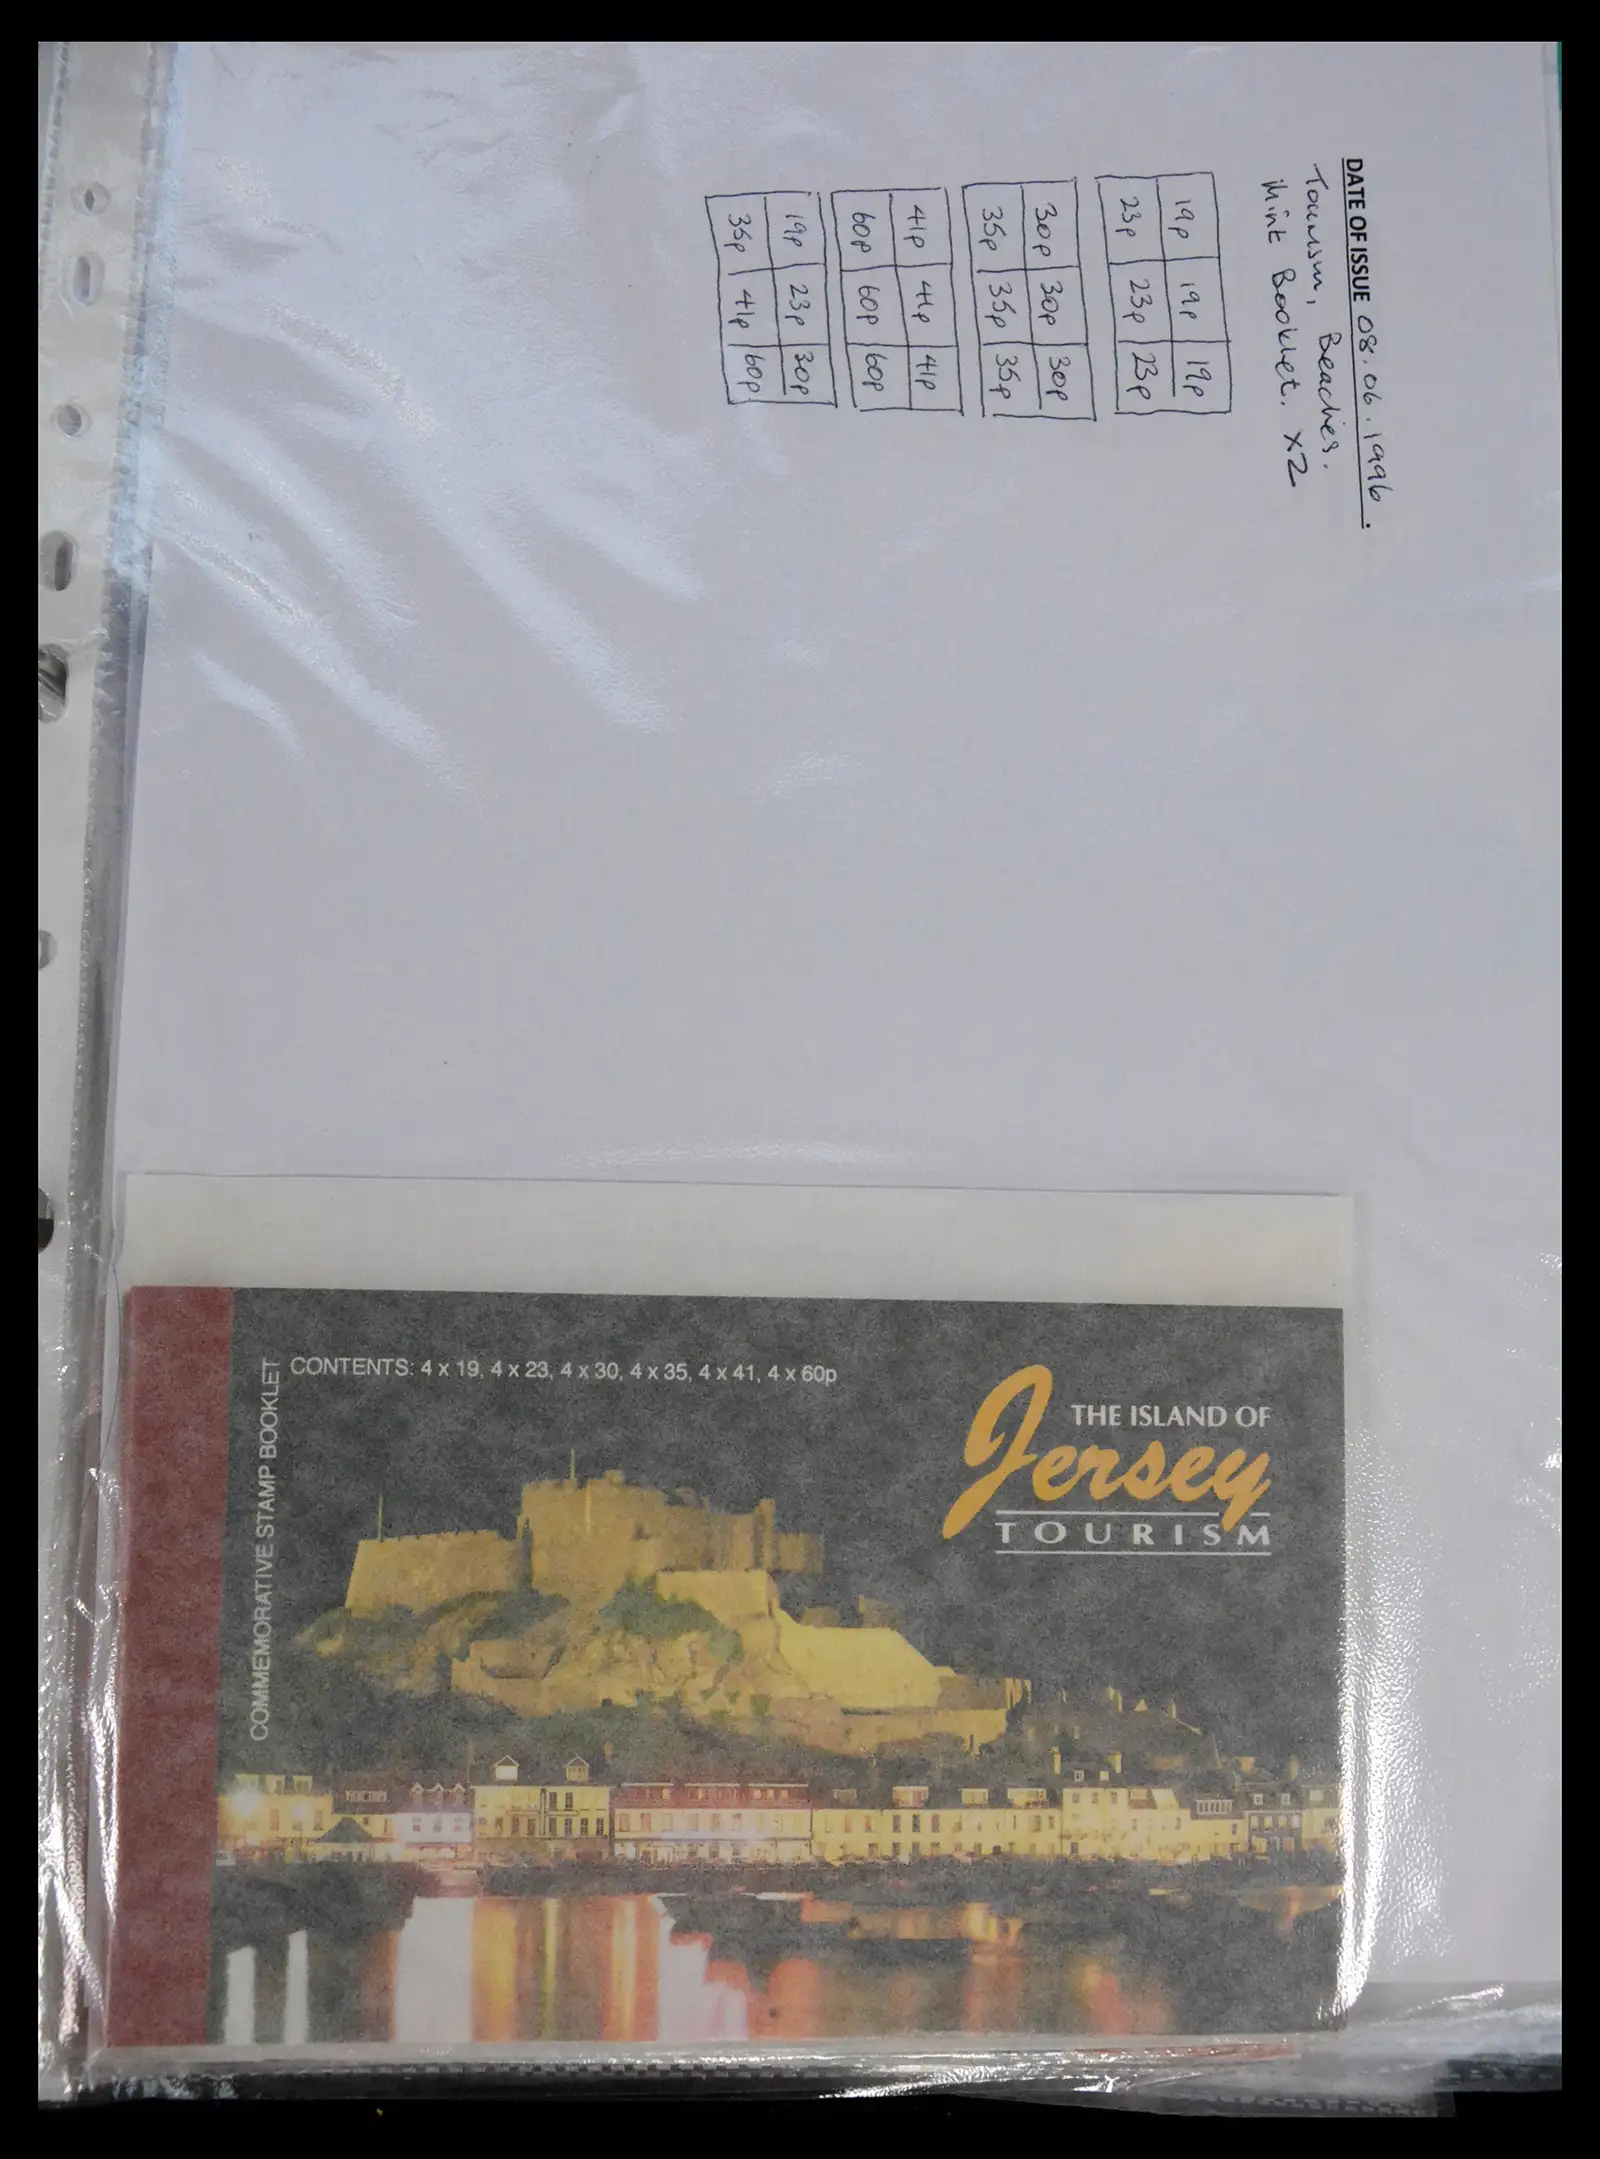 DATE OF ISSUE 08.06.1996.
Tourism, Beaches.
Mint Booklet. x2
19p 19p 19p
23p 23p 23p
30p 30p 30p
35p 35p 35p
41p 41p 41p
60p 60p 60p
19p 23p 30p
35p 41p 60p
CONTENTS: 4 x 19, 4 x 23, 4 x 30, 4 x 35, 4 x 41, 4 x 60p
COMMEMORATIVE STAMP BOOKLET
THE ISLAND OF
Jersey
TOURISM